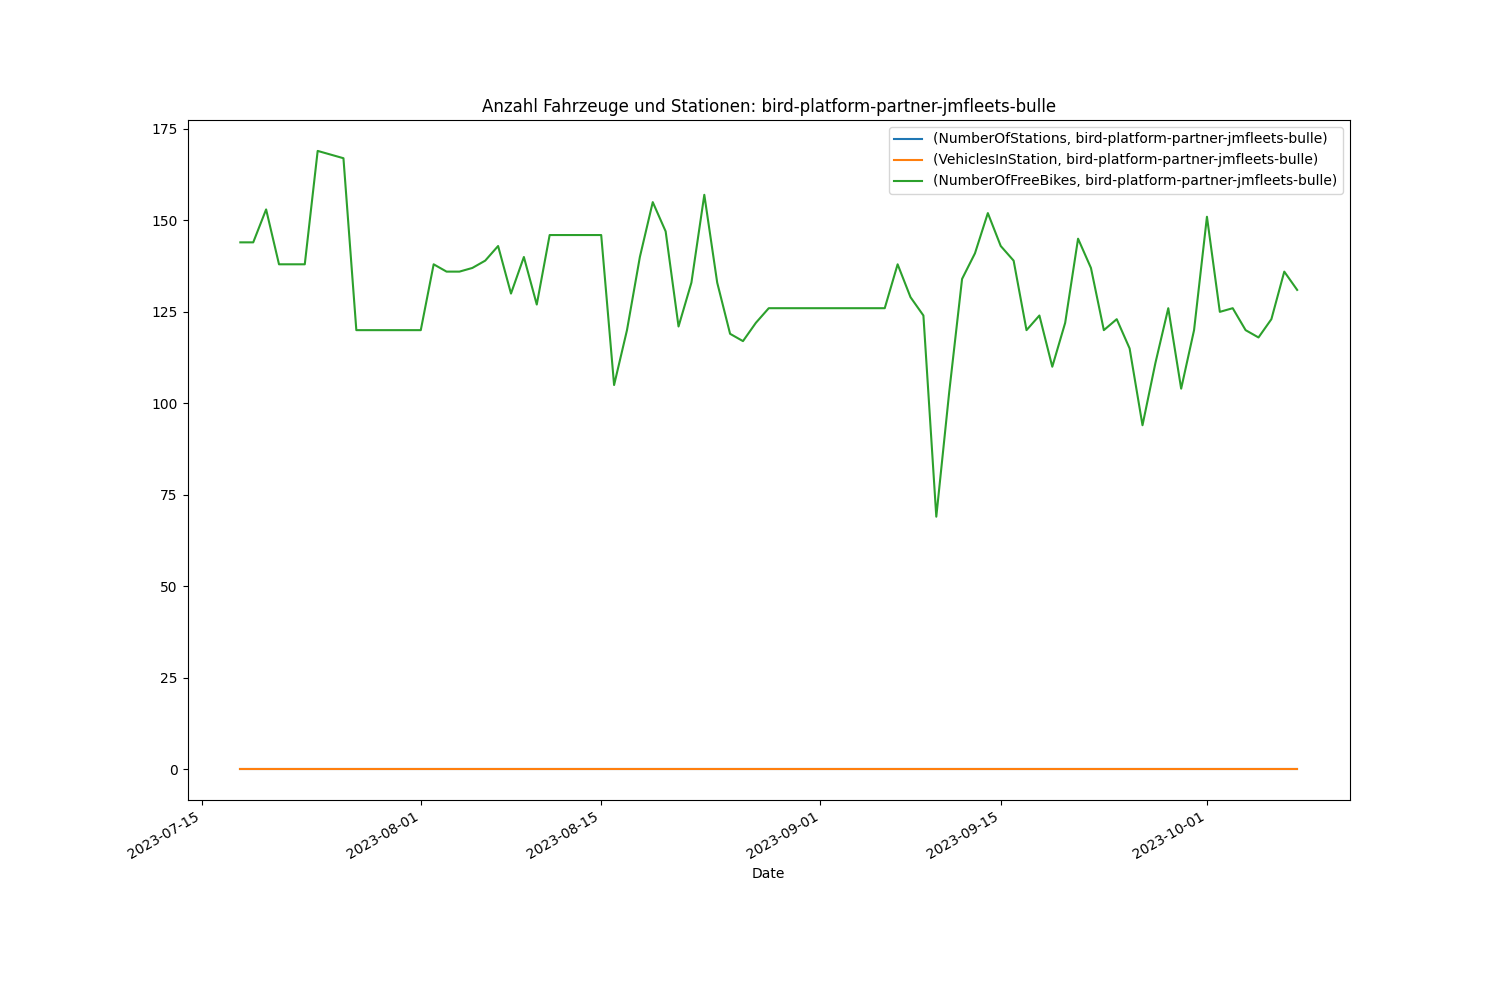 Anzahl Fahrzeuge und Stationen: bird-platform-partner-jmfleets-bulle
(NumberOfStations, bird-platform-partner-jmfleets-bulle)
(VehiclesInStation, bird-platform-partner-jmfleets-bulle)
(NumberOfFreeBikes, bird-platform-partner-jmfleets-bulle)
175
150
125
100
75
50
25
0
2023-07-15
2023-08-01
2023-08-15
2023-09-01
2023-09-15
2023-10-01
Date